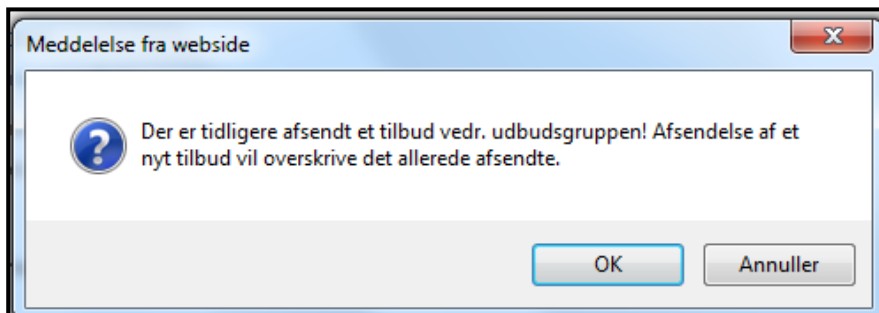 Meddelelse fra webside
Der er tidligere afsendt et tilbud vedr. udbudsgruppen! Afsendelse af et
nyt tilbud vil overskrive det allerede afsendte.
OK
Annuller